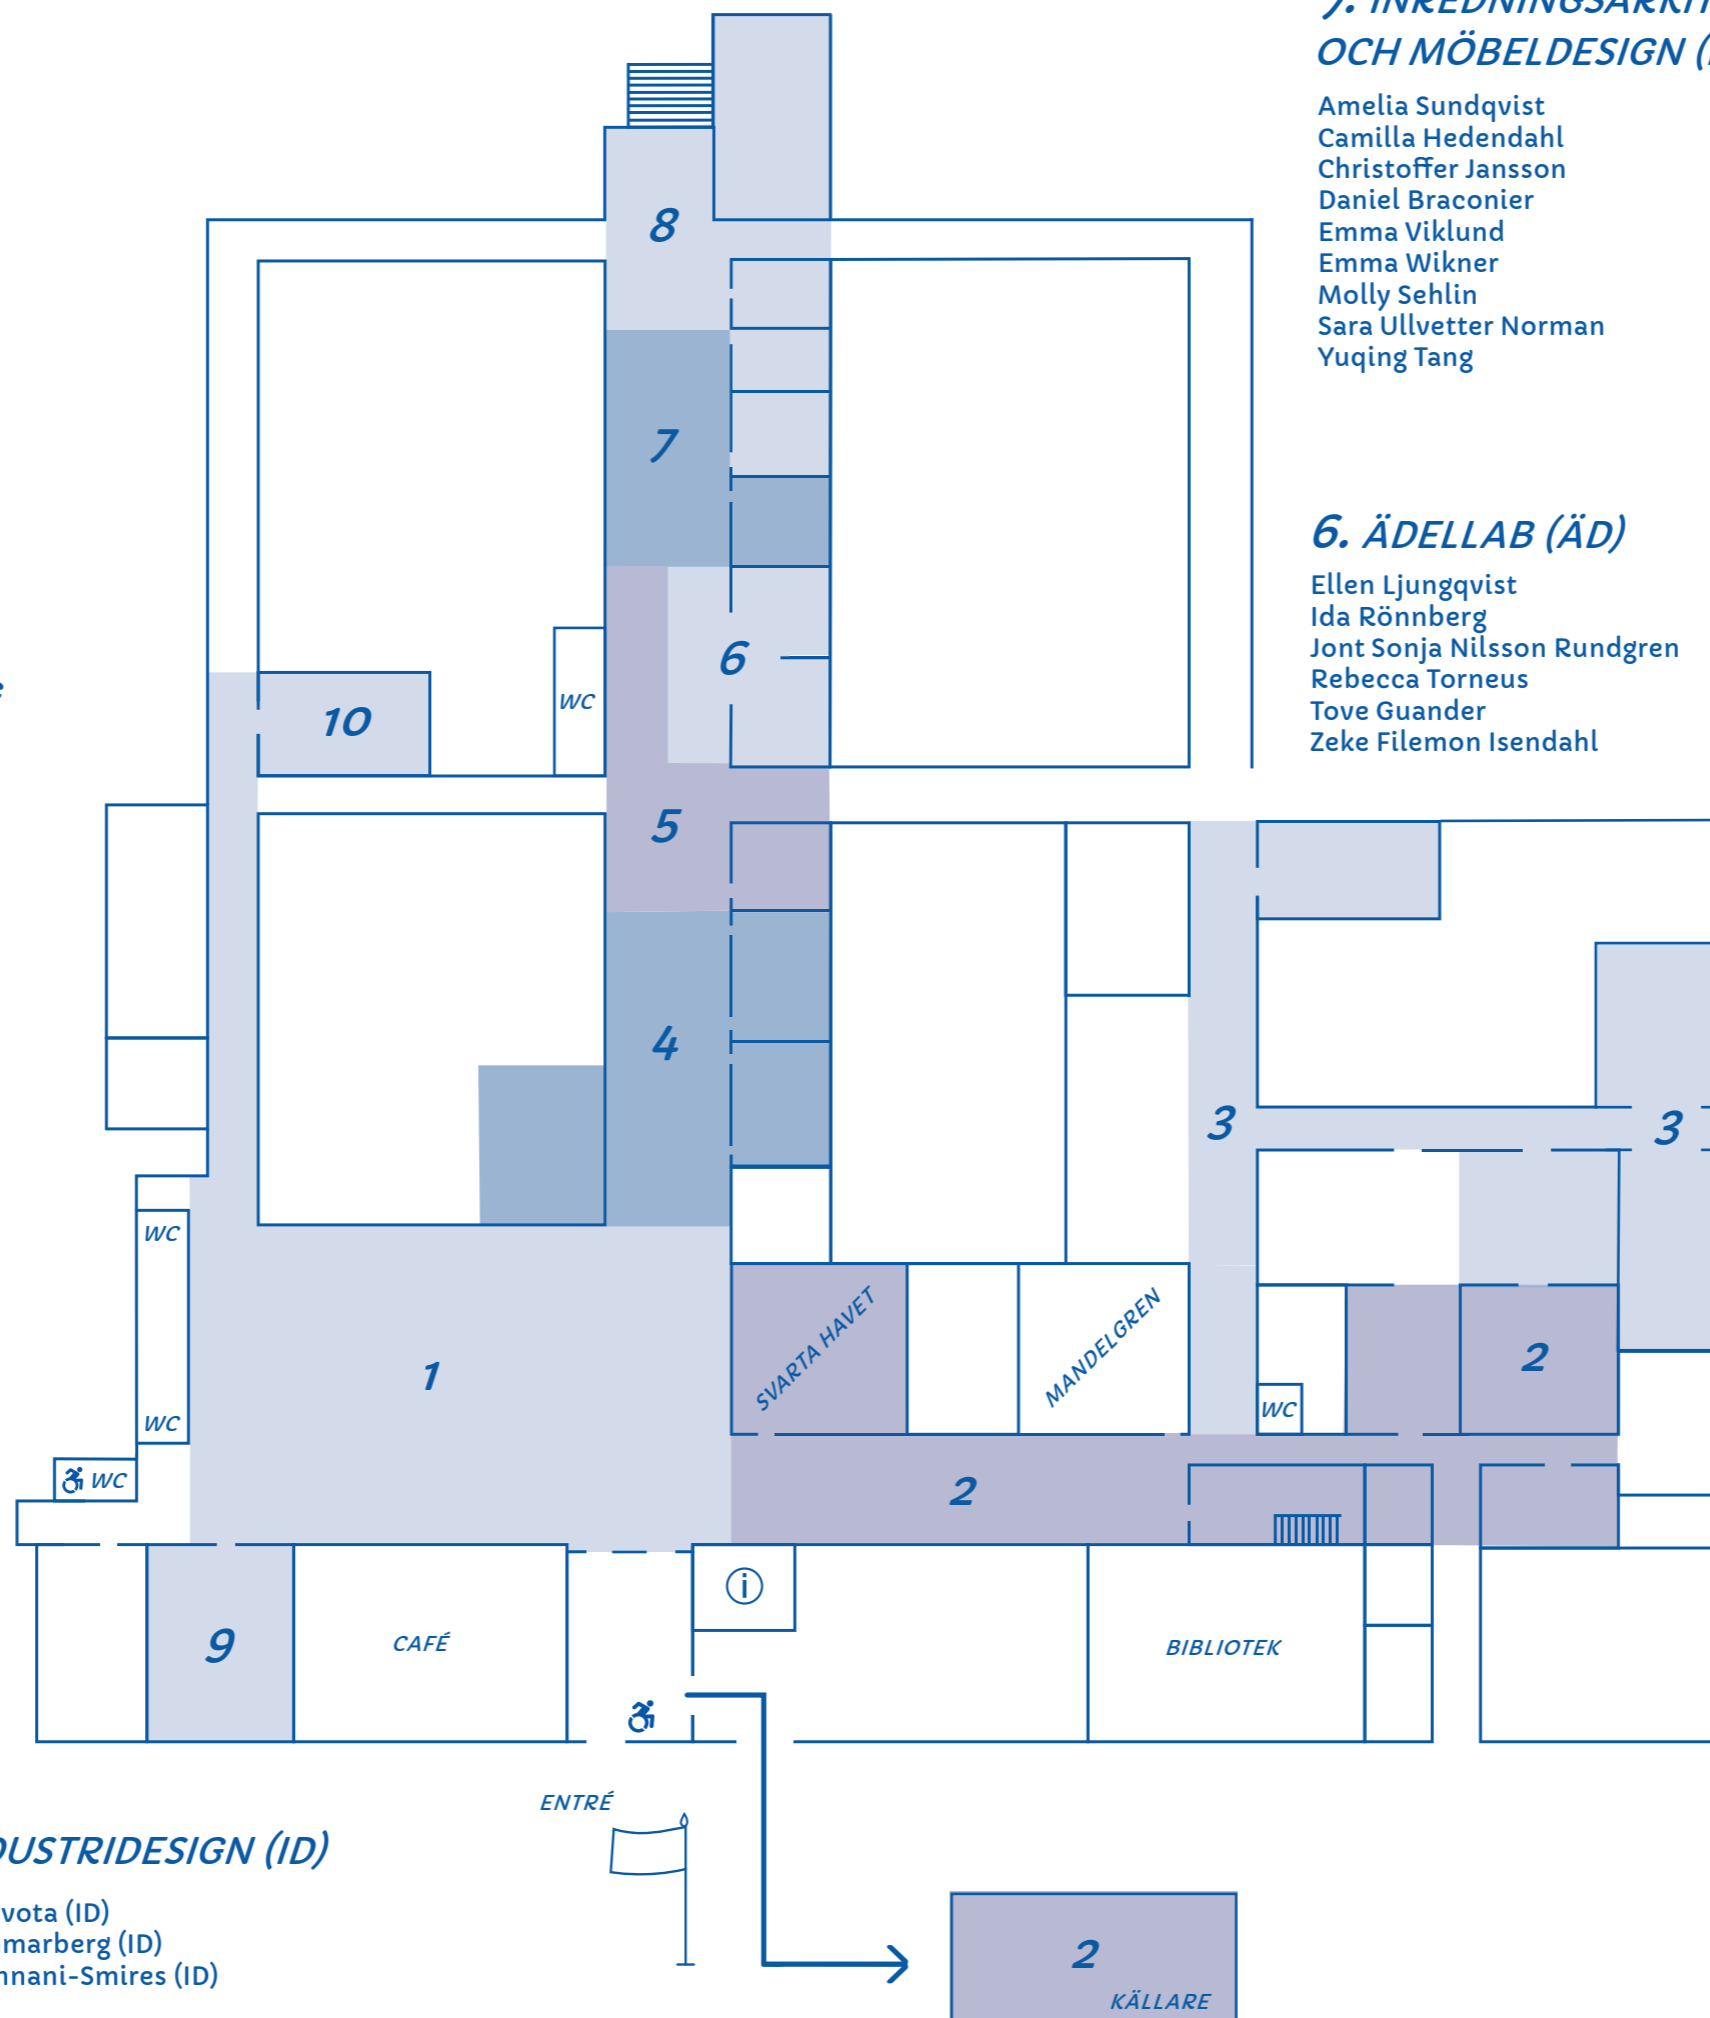 OCH MÖBELDESIGN
Amelia Sundqvist
Camilla Hedendahl
Christoffer Jansson
Daniel Braconier
Emma Viklund
Emma Wikner
Molly Sehlin
Sara Ullvetter Norman
Yuqing Tang
6. ÄDELLAB (ÄD)
Ellen Ljungqvist
Ida Rönnberg
Jont Sonja Nilsson Rundgren
Rebecca Torneus
Tove Guander
Zeke Filemon Isendahl
8
7
6
WC
10
5
4
3
3
WC
1
SVARTA HAVET
MANDELGREN
2
WC
WC
WC
2
i
9
CAFÉ
BIBLIOTEK
ENTRÉ
DUSTRIDESIGN (ID)
vota (ID)
marberg (ID)
nnani-Smires (ID)
2
KÄLLARE